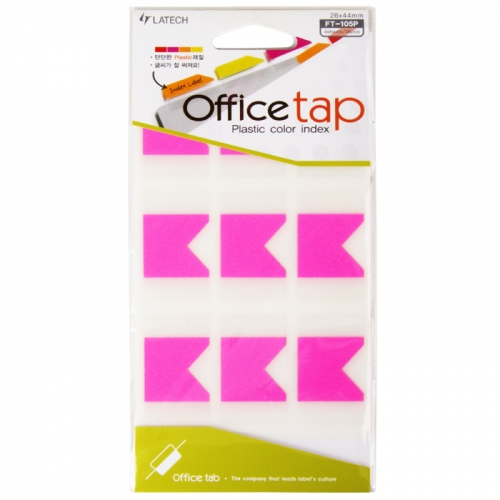 LATECH
26x44mm
FT-105P
• 단단한 Plastic재질
• 글씨가 잘 써져요!
Index Label
Office tap
Plastic color index
Office tab • The company that leads label's culture